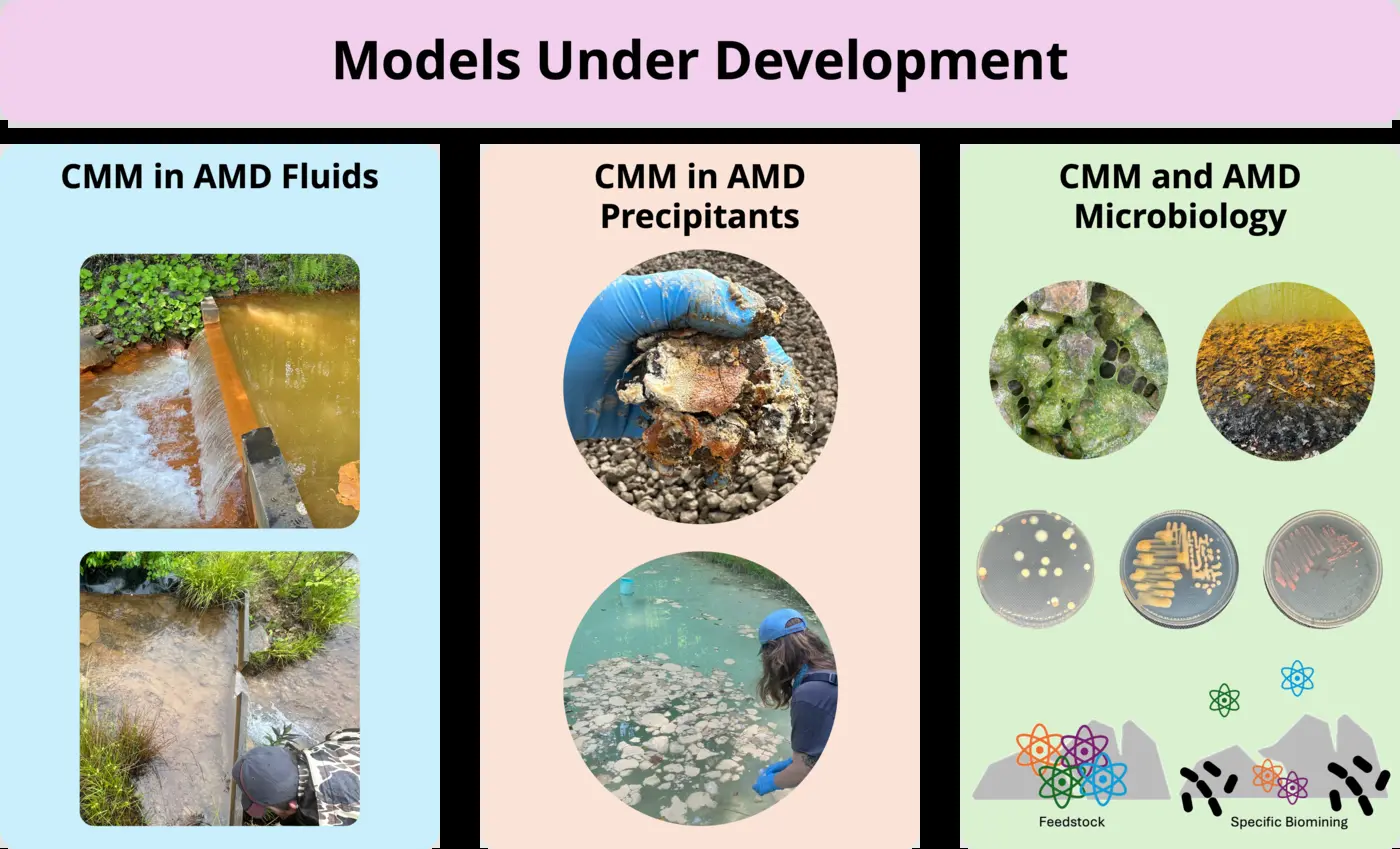 Models Under Development
CMM in AMD Fluids
CMM in AMD
Precipitants
CMM and AMD
Microbiology
Feedstock
Specific Biomining